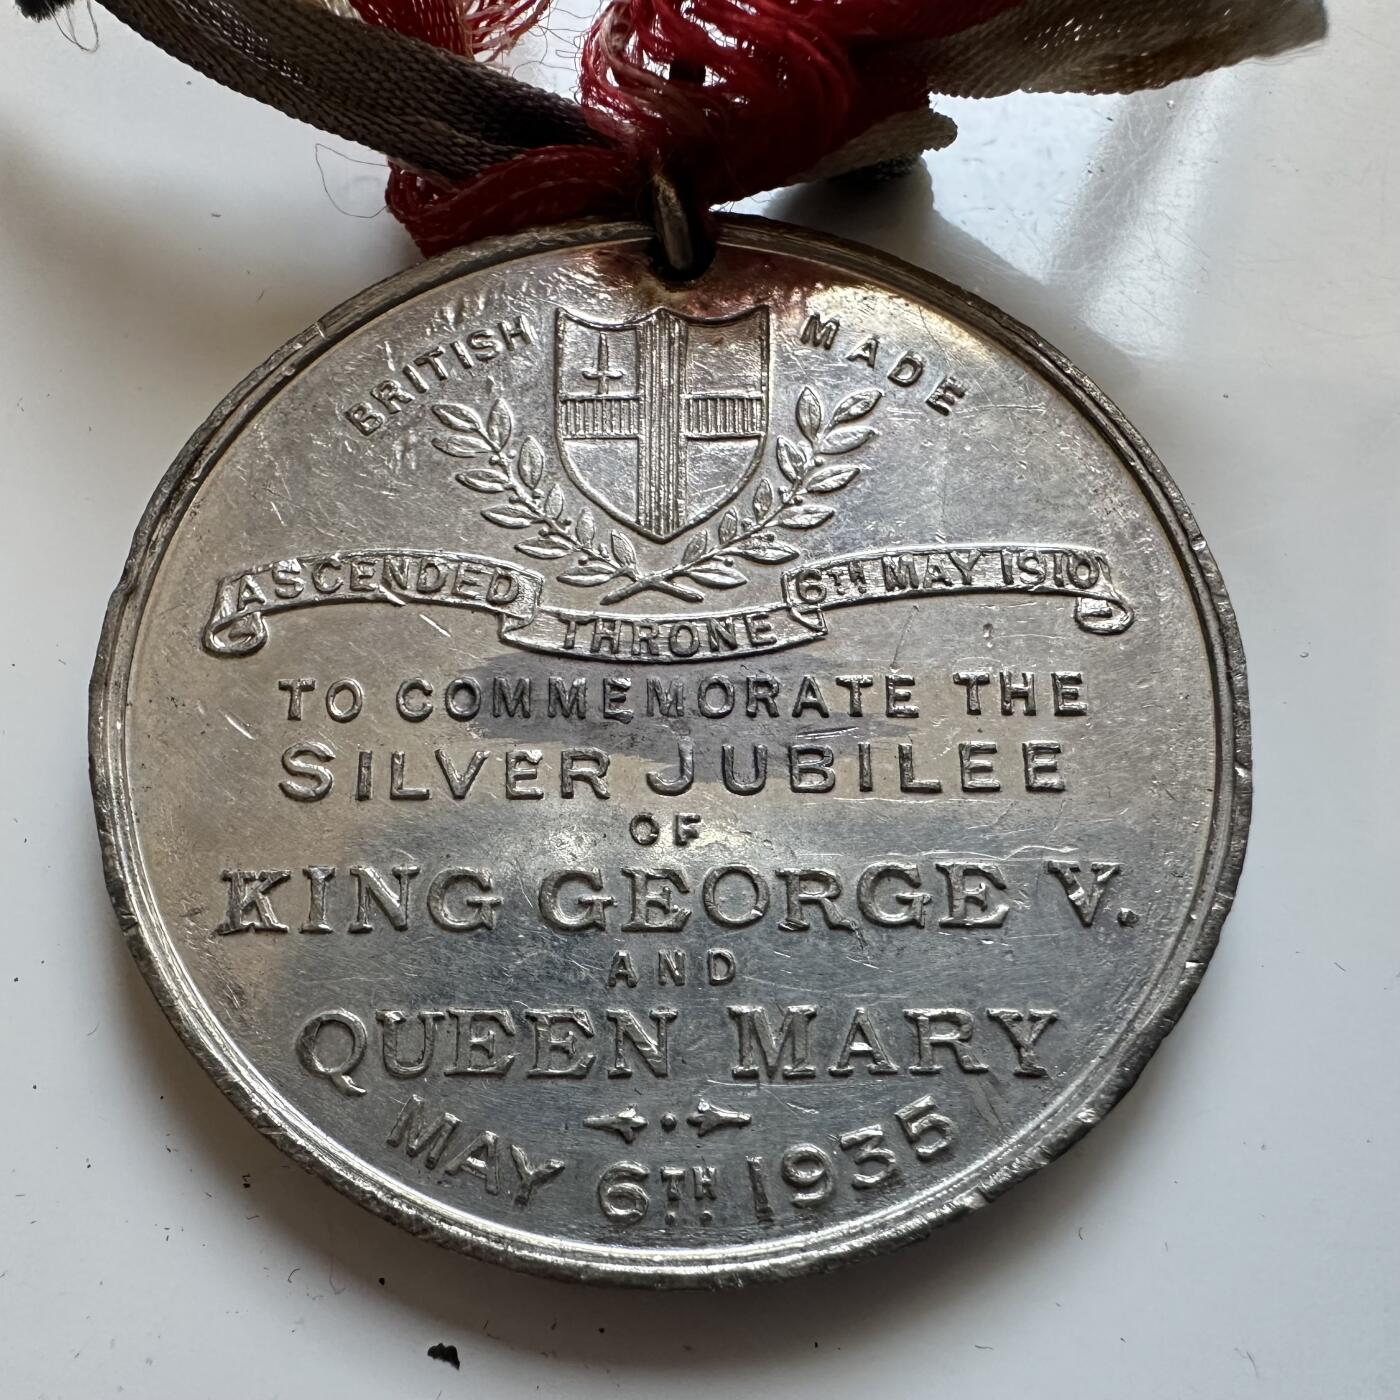 BRITISH MADE
ASCENDED THRONE 6TH MAY 1910
TO COMMEMORATE THE
SILVER JUBILEE
OF
KING GEORGE V.
AND
QUEEN MARY
MAY 6TH 1935